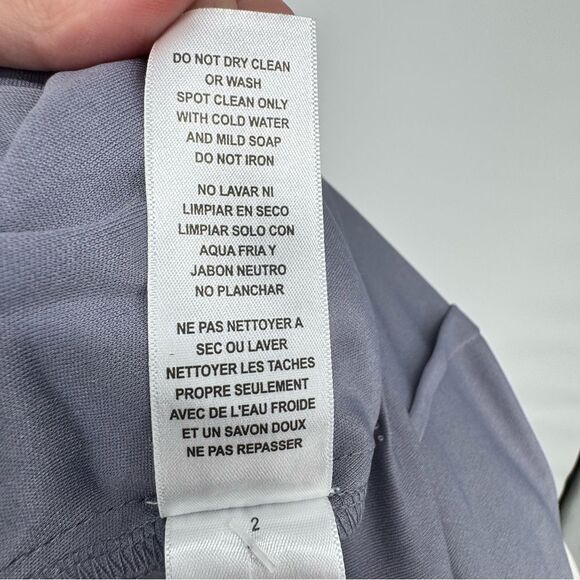 DO NOT DRY CLEAN
OR WASH
SPOT CLEAN ONLY
WITH COLD WATER
AND MILD SOAP
DO NOT IRON
NO LAVAR NI
LIMPIAR EN SECO
LIMPIAR SOLO CON
AQUA FRIA Y
JABON NEUTRO
NO PLANCHAR
NE PAS NETTOYER A
SEC OU LAVER
NETTOYER LES TACHES
PROPRE SEULEMENT
AVEC DE L'EAU FROIDE
ET UN SAVON DOUX
NE PAS REPASSER
2